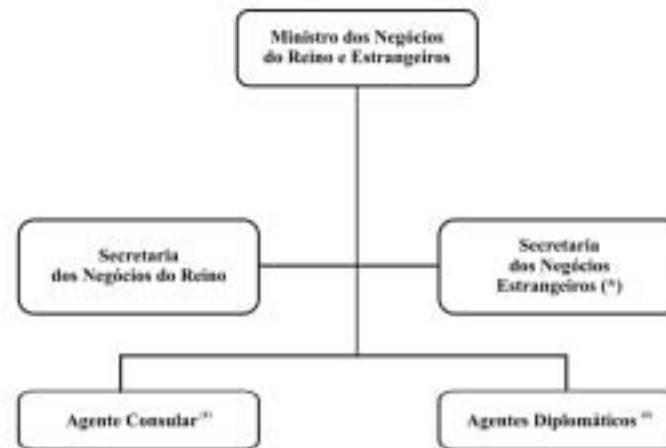 Ministro dos Negócios
do Reino e Estrangeiros
Secretaria
dos Negócios do Reino
Secretaria
dos Negócios
Estrangeiros (*)
Agente Consular
Agentes Diplomáticos